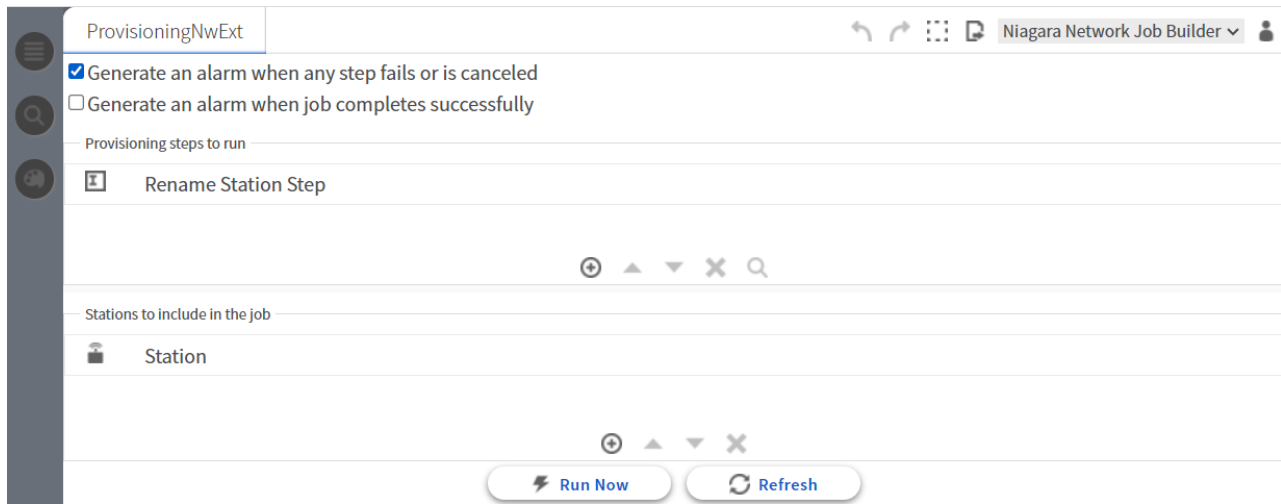 ProvisioningNwExt
Niagara Network Job Builder
Generate an alarm when any step fails or is canceled
Generate an alarm when job completes successfully
Provisioning steps to run
Rename Station Step
Stations to include in the job
Station
Run Now
Refresh